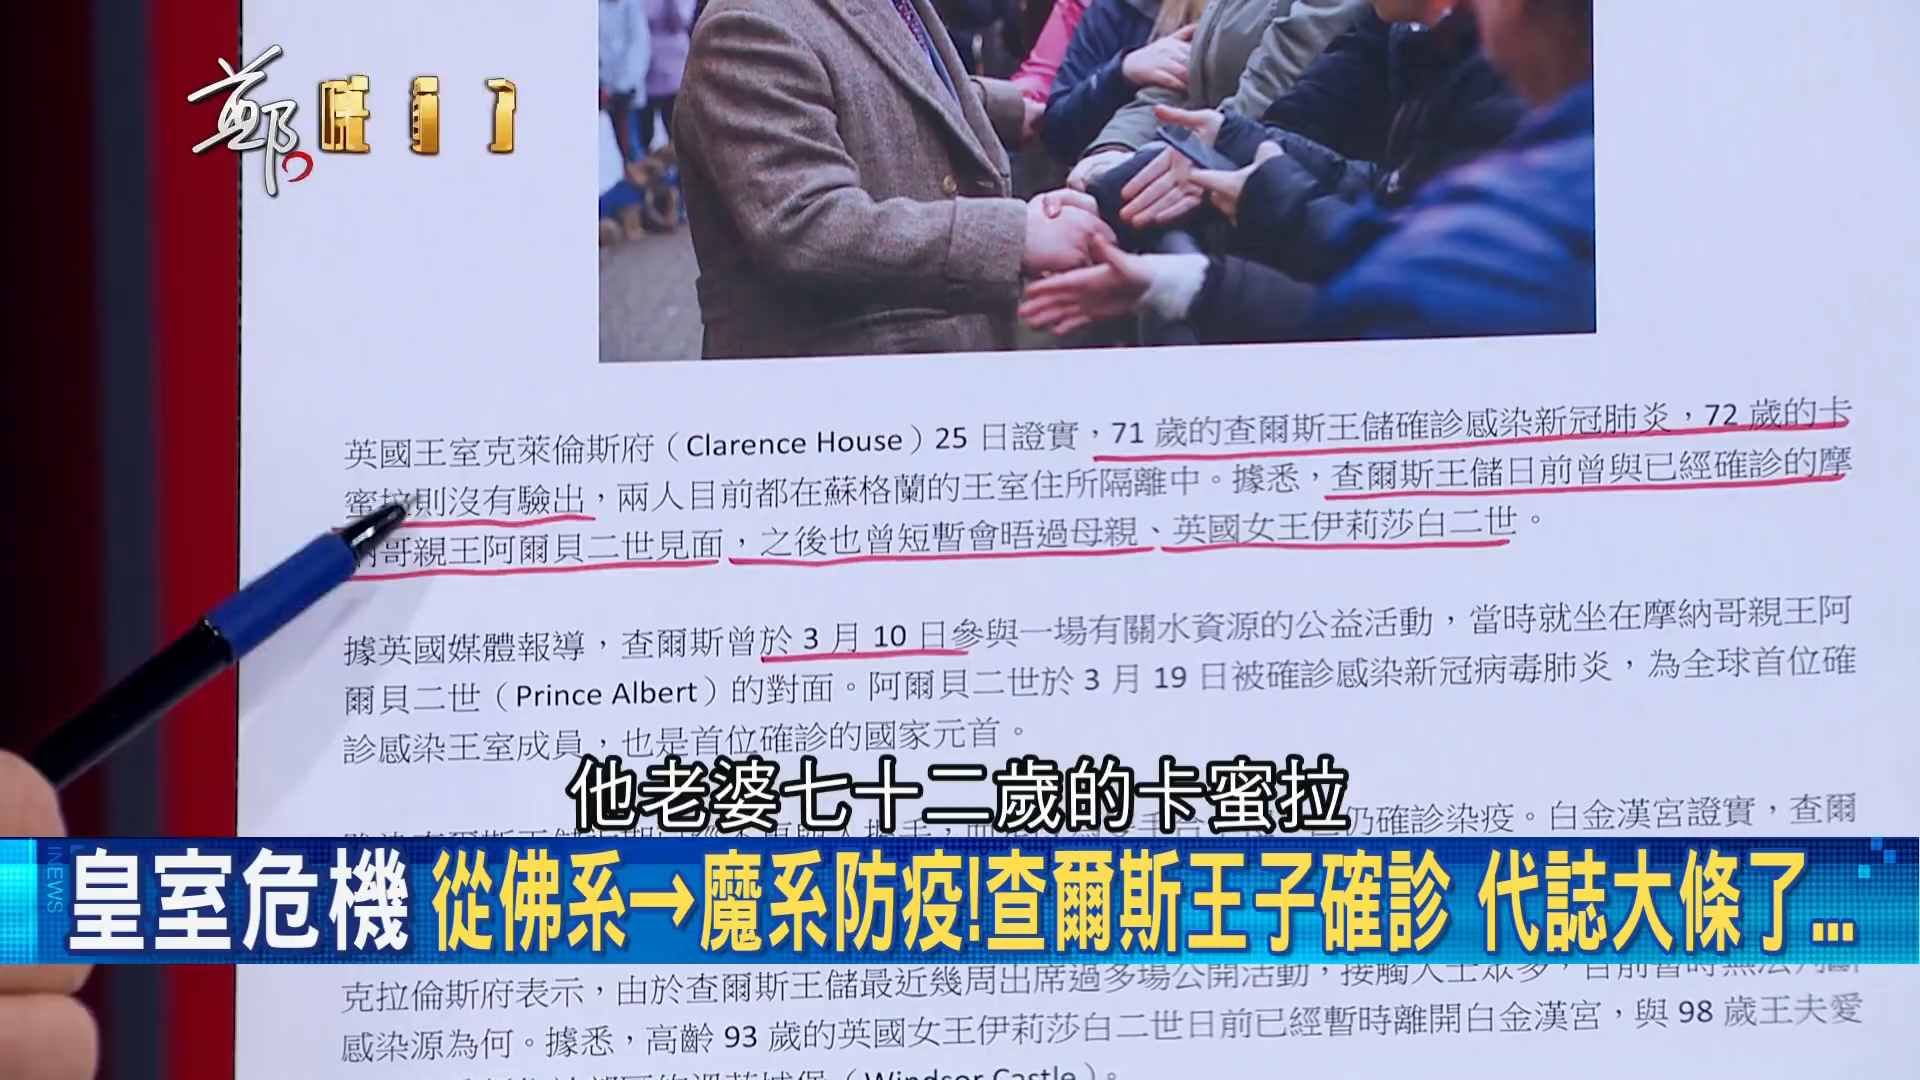 鄭
英國王室克萊倫斯府（Clarence House）25 日證實，71 歲的查爾斯王儲確診感染新冠肺炎，72 歲的卡
蜜拉則沒有驗出，兩人目前都在蘇格蘭的王室住所隔離中。據悉，查爾斯王儲日前曾與已經確診的摩
納哥親王阿爾貝二世見面，之後也曾短暫會晤過母親、英國女王伊莉莎白二世。
據英國媒體報導，查爾斯曾於 3 月 10 日參與一場有關水資源的公益活動，當時就坐在摩納哥親王阿
爾貝二世（Prince Albert）的對面。阿爾貝二世於 3 月 19 日被確診感染新冠病毒肺炎，為全球首位確
診感染王室成員，也是首位確診的國家元首。
他老婆七十二歲的卡蜜拉
仍確診染疫。白金漢宮證實，查爾
NEWS
皇室危機 從佛系→魔系防疫!查爾斯王子確診 代誌大條了...
克拉倫斯府表示，由於查爾斯王儲最近幾周出席過多場公開活動，接觸人士眾多，目前暫時無法判斷
感染源為何。據悉，高齡 93 歲的英國女王伊莉莎白二世日前已經暫時離開白金漢宮，與 98 歲王夫愛
（Windsor Castle）。